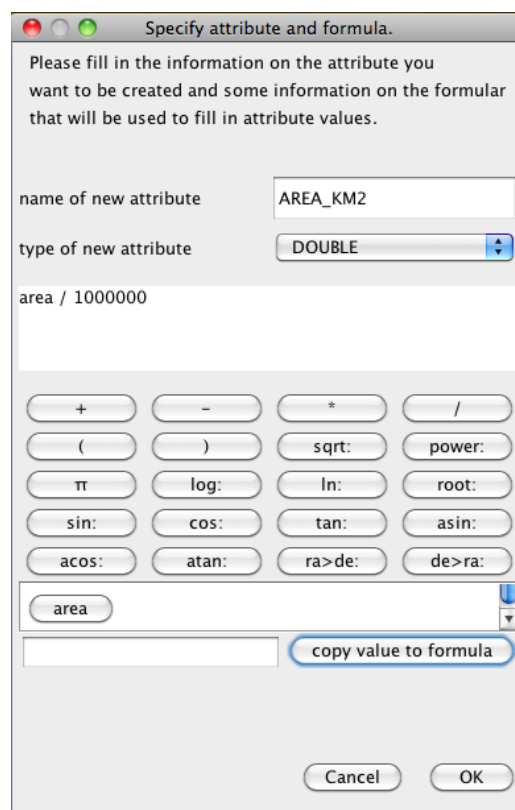 Specify attribute and formula.
Please fill in the information on the attribute you
want to be created and some information on the formular
that will be used to fill in attribute values.
name of new attribute AREA_KM2
type of new attribute DOUBLE
area / 1000000
+ - * /
( ) sqrt: power:
π log: ln: root:
sin: cos: tan: asin:
acos: atan: ra>de: de>ra:
area
copy value to formula
Cancel OK